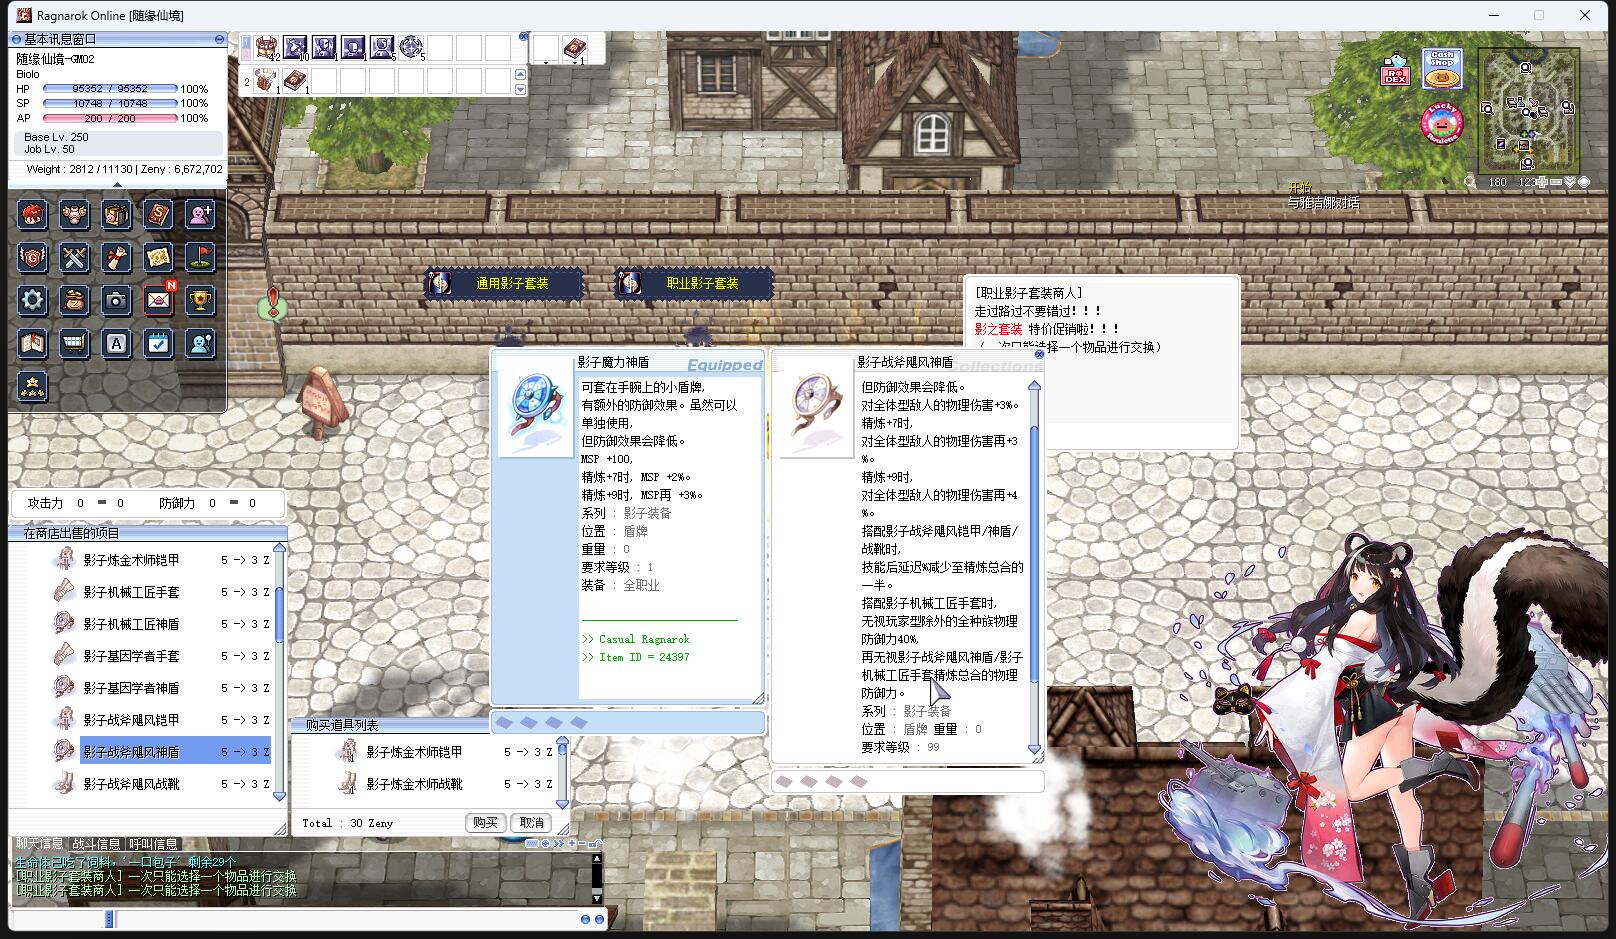 Ragnarok Online [随缘仙境]
基本讯息窗口
随缘仙境-GM02
Biolo
HP 95352 / 95352 100%
SP 10748 / 10748 100%
AP 200 / 200 100%
Base Lv. 250
Job Lv. 50
Weight : 2812 / 11130 | Zeny : 6,672,702
1
42
10
1
1
5
5
1
2
1
1
Cash Shop
RODEX
Lucky Roulette
180 123
开始
与雅洁娜对话
N
通用影子套装
职业影子套装
[职业影子套装商人]
走过路过不要错过!!!
影之套装 特价促销啦!!!
(一次只能选择一个物品进行交换)
影子魔力神盾
Equipped
可套在手腕上的小盾牌,
有额外的防御效果。虽然可以
单独使用,
但防御效果会降低。
MSP +100,
精炼+7时, MSP +2%。
精炼+9时, MSP再 +3%。
系列 : 影子装备
位置 : 盾牌
重量 : 0
要求等级 : 1
装备 : 全职业
>> Casual Ragnarok
>> Item ID = 24397
影子战斧飓风神盾
Collections
但防御效果会降低。
对全体型敌人的物理伤害+3%。
精炼+7时,
对全体型敌人的物理伤害再+3
%。
精炼+9时,
对全体型敌人的物理伤害再+4
%。
搭配影子战斧飓风铠甲/神盾/
战靴时,
技能后延迟%减少至精炼总合的
一半。
搭配影子机械工匠手套时,
无视玩家型除外的全种族物理
防御力40%,
再无视影子战斧飓风神盾/影子
机械工匠手套精炼总合的物理
防御力。
系列 : 影子装备
位置 : 盾牌 重量 : 0
要求等级 : 99
攻击力 0 = 0 防御力 0 = 0
在商店出售的项目
影子炼金术师铠甲 5 -> 3 Z
影子机械工匠手套 5 -> 3 Z
影子机械工匠神盾 5 -> 3 Z
影子基因学者手套 5 -> 3 Z
影子基因学者神盾 5 -> 3 Z
影子战斧飓风铠甲 5 -> 3 Z
影子战斧飓风神盾 5 -> 3 Z
影子战斧飓风战靴 5 -> 3 Z
购买道具列表
影子炼金术师铠甲 5 -> 3 Z
1
影子炼金术师战靴 5 -> 3 Z
1
Total : 30 Zeny 购买 取消
聊天信息 战斗信息 呼叫信息
生命体已吃了饲料,'一口包子' 剩余29个
[职业影子套装商人] 一次只能选择一个物品进行交换
[职业影子套装商人] 一次只能选择一个物品进行交换